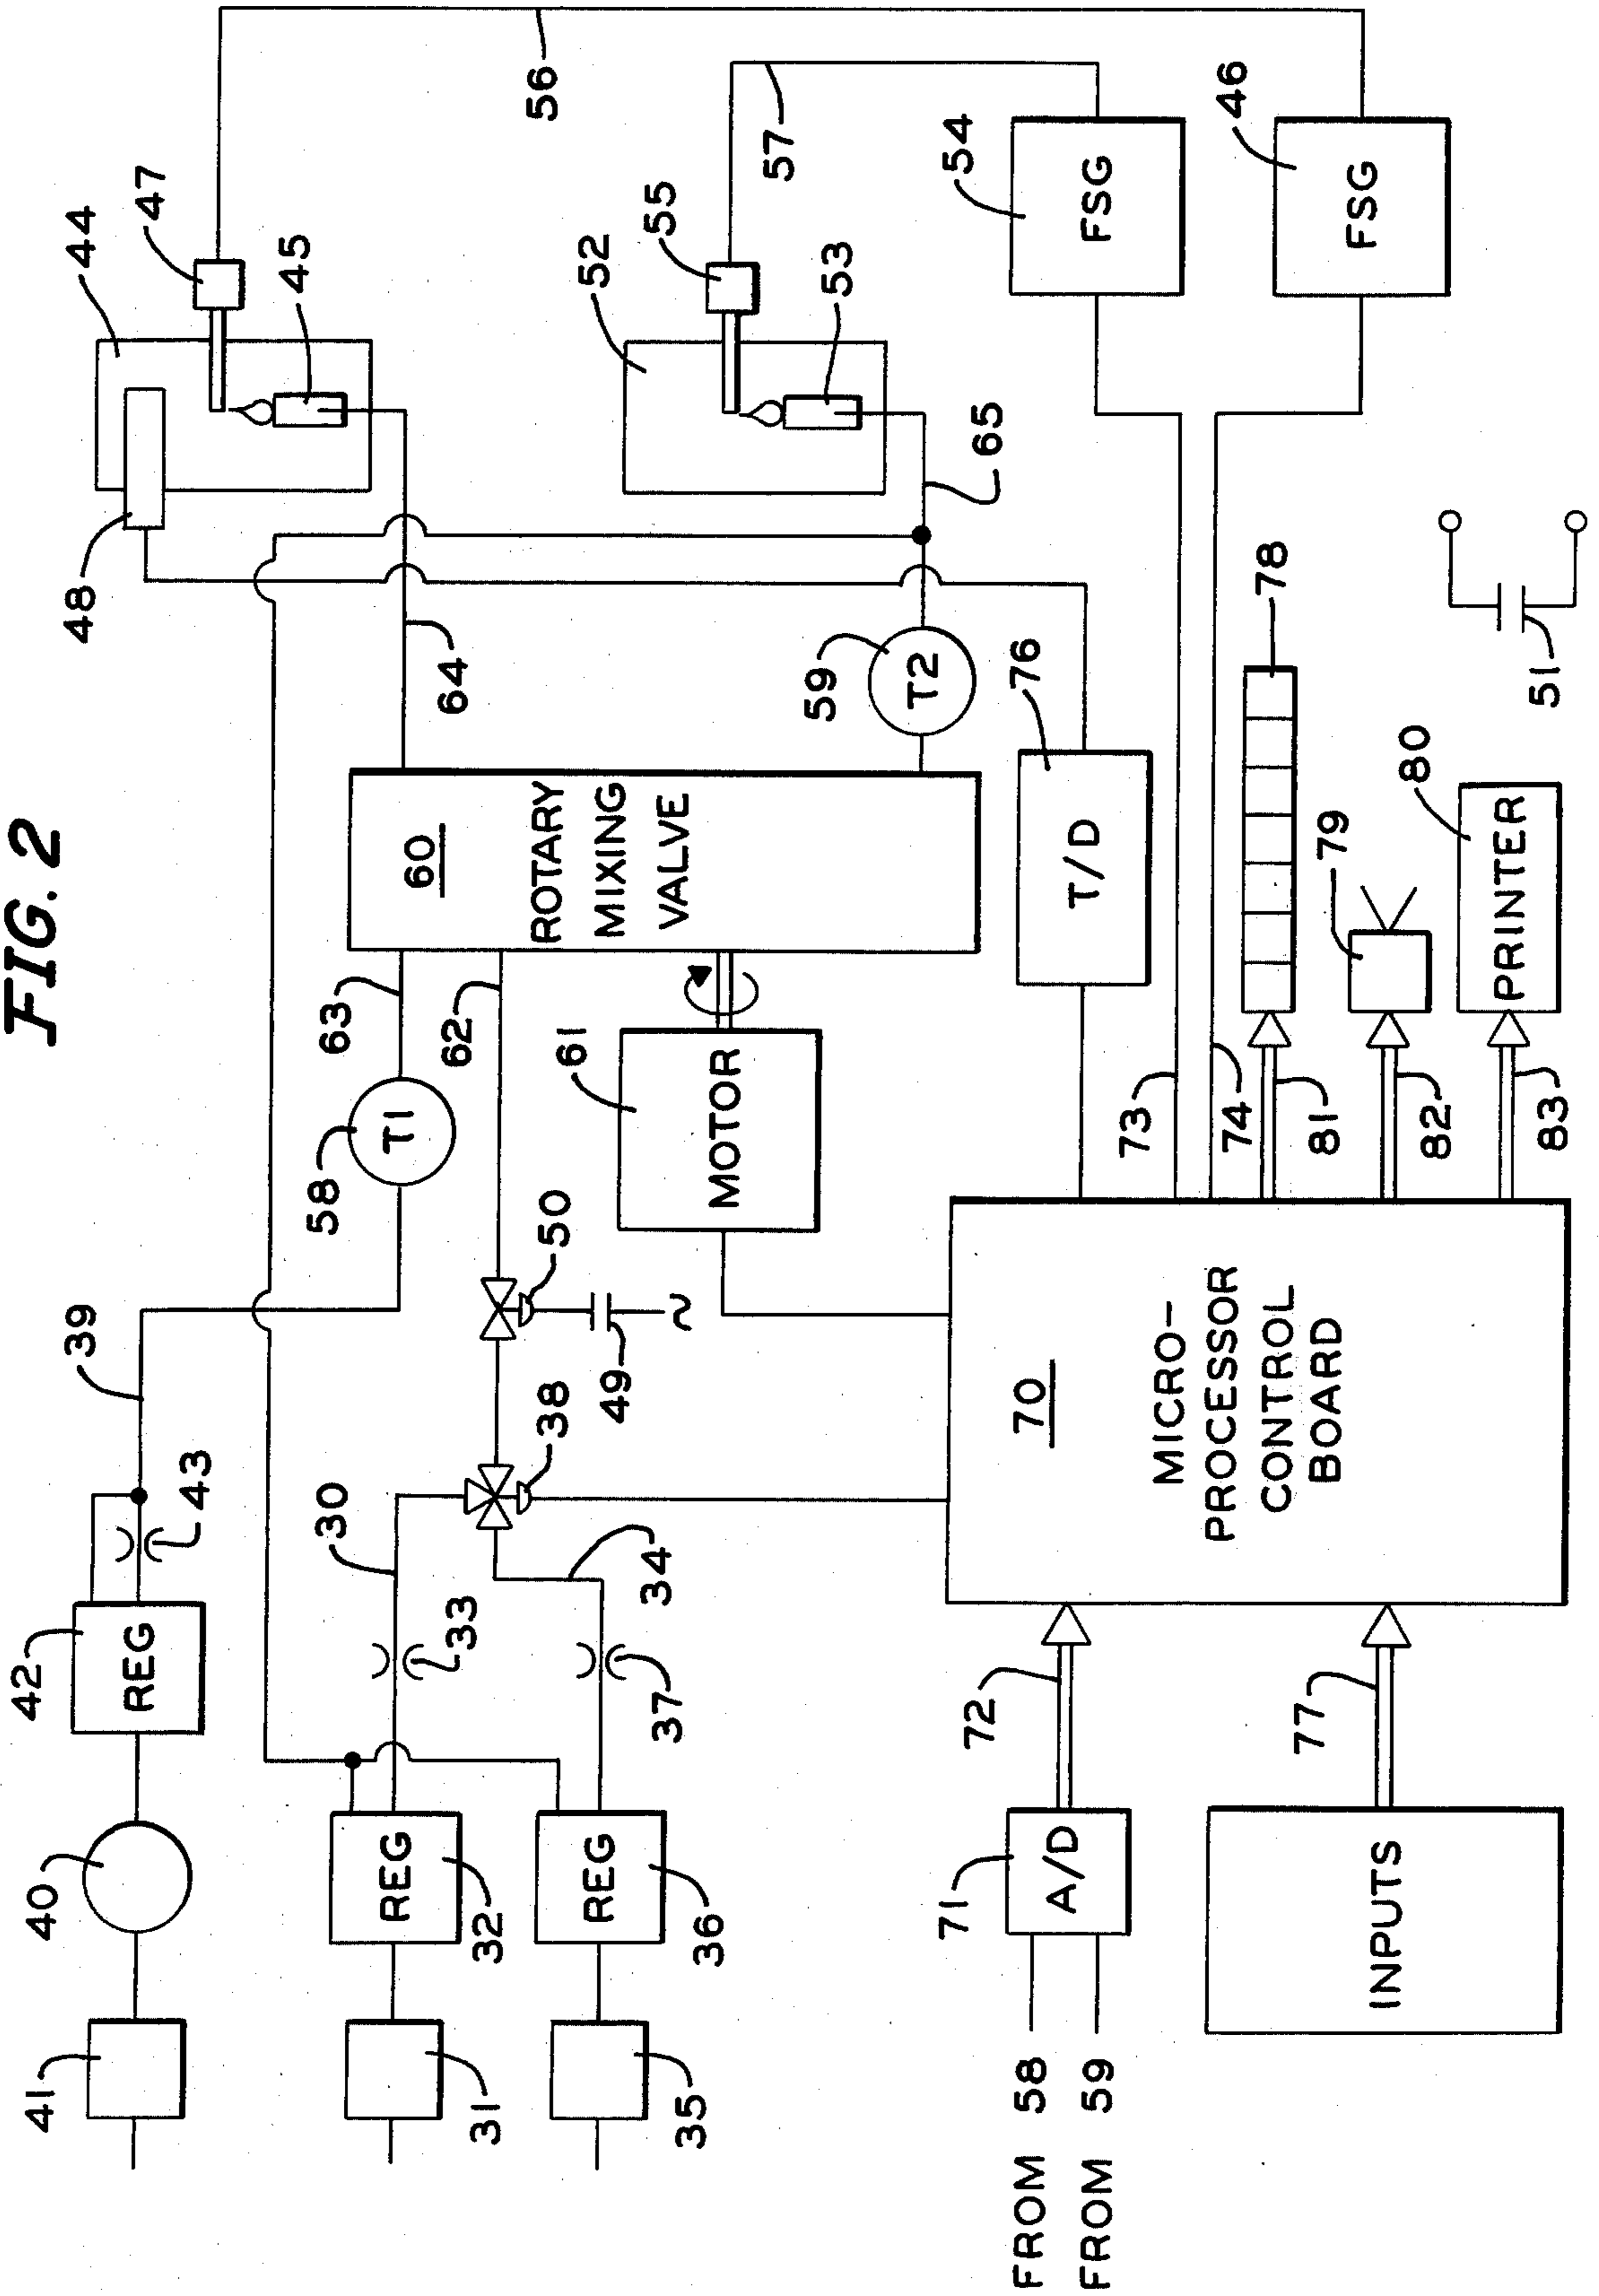 FIG. 2
41
40
42
REG
43
39
58
T1
63
60
ROTARY
MIXING
VALVE
62
64
48
44
47
45
56
31
32
REG
33
30
38
50
49
35
36
REG
37
34
61
MOTOR
59
T2
65
52
55
53
57
54
FSG
46
FSG
76
T/D
73
74
78
81
79
82
80
PRINTER
83
51
70
MICRO-
PROCESSOR
CONTROL
BOARD
71
A/D
72
FROM 58
FROM 59
INPUTS
77